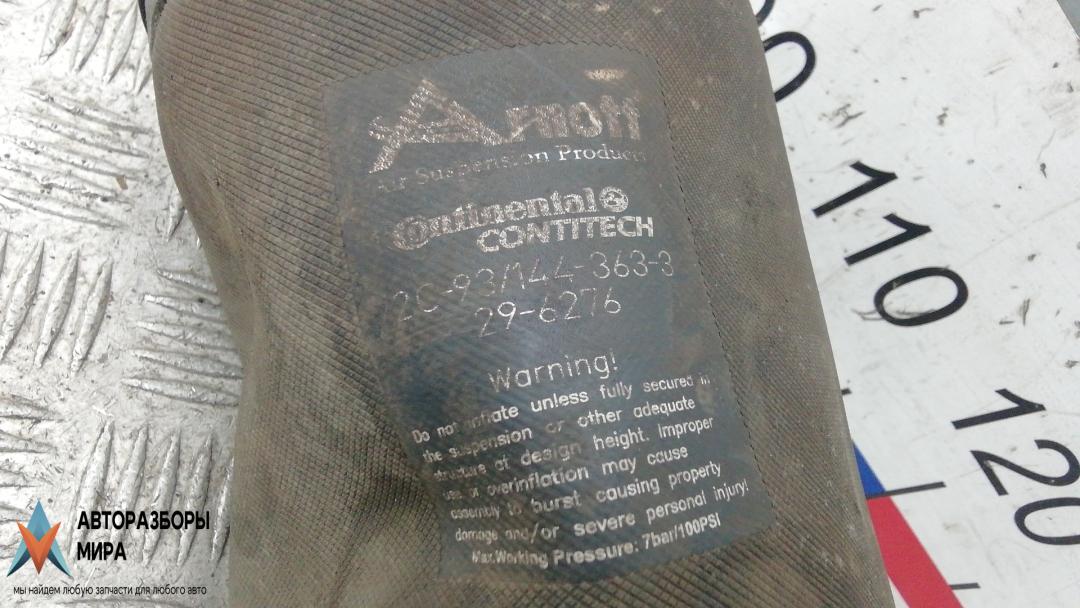 Arnott
Air Suspension Products
Continental
CONTITECH
2C-93/144-363-3
29-6276
Warning!
Do not inflate unless fully secured in
the suspension or other adequate
structure at design height. Improper
use or overinflation may cause
assembly to burst causing property
damage and/or severe personal injury!
Max.Working Pressure: 7bar/100PSI
110
120
АВТОРАЗБОРЫ
МИРА
мы найдем любую запчасти для любого авто